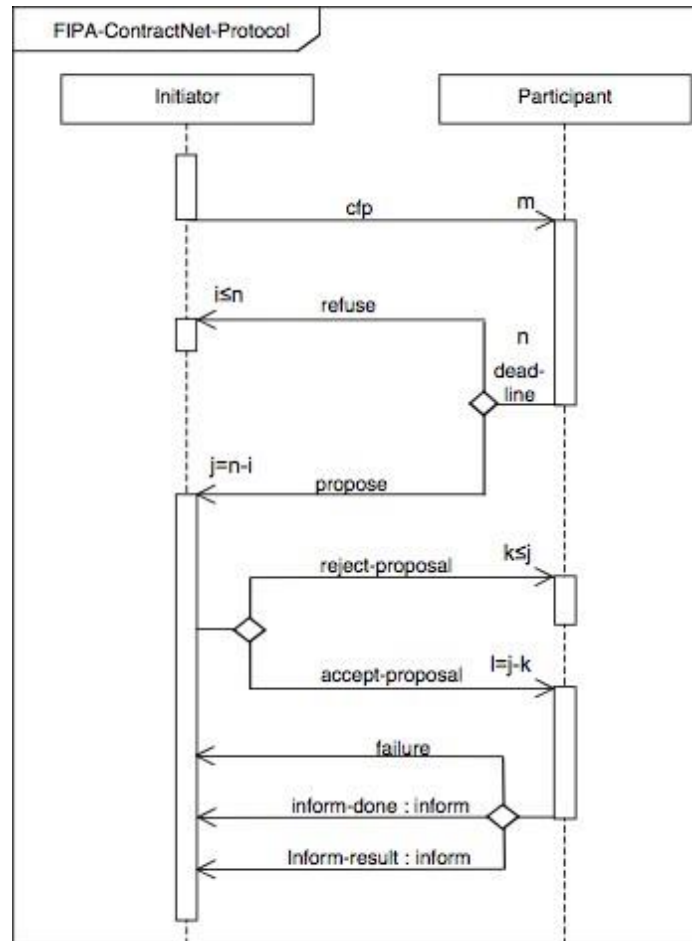 FIPA-ContractNet-Protocol
Initiator
Participant
cfp
m
i≤n
refuse
n
dead-
line
j=n-i
propose
reject-proposal
k≤j
accept-proposal
l=j-k
failure
inform-done : inform
Inform-result : inform